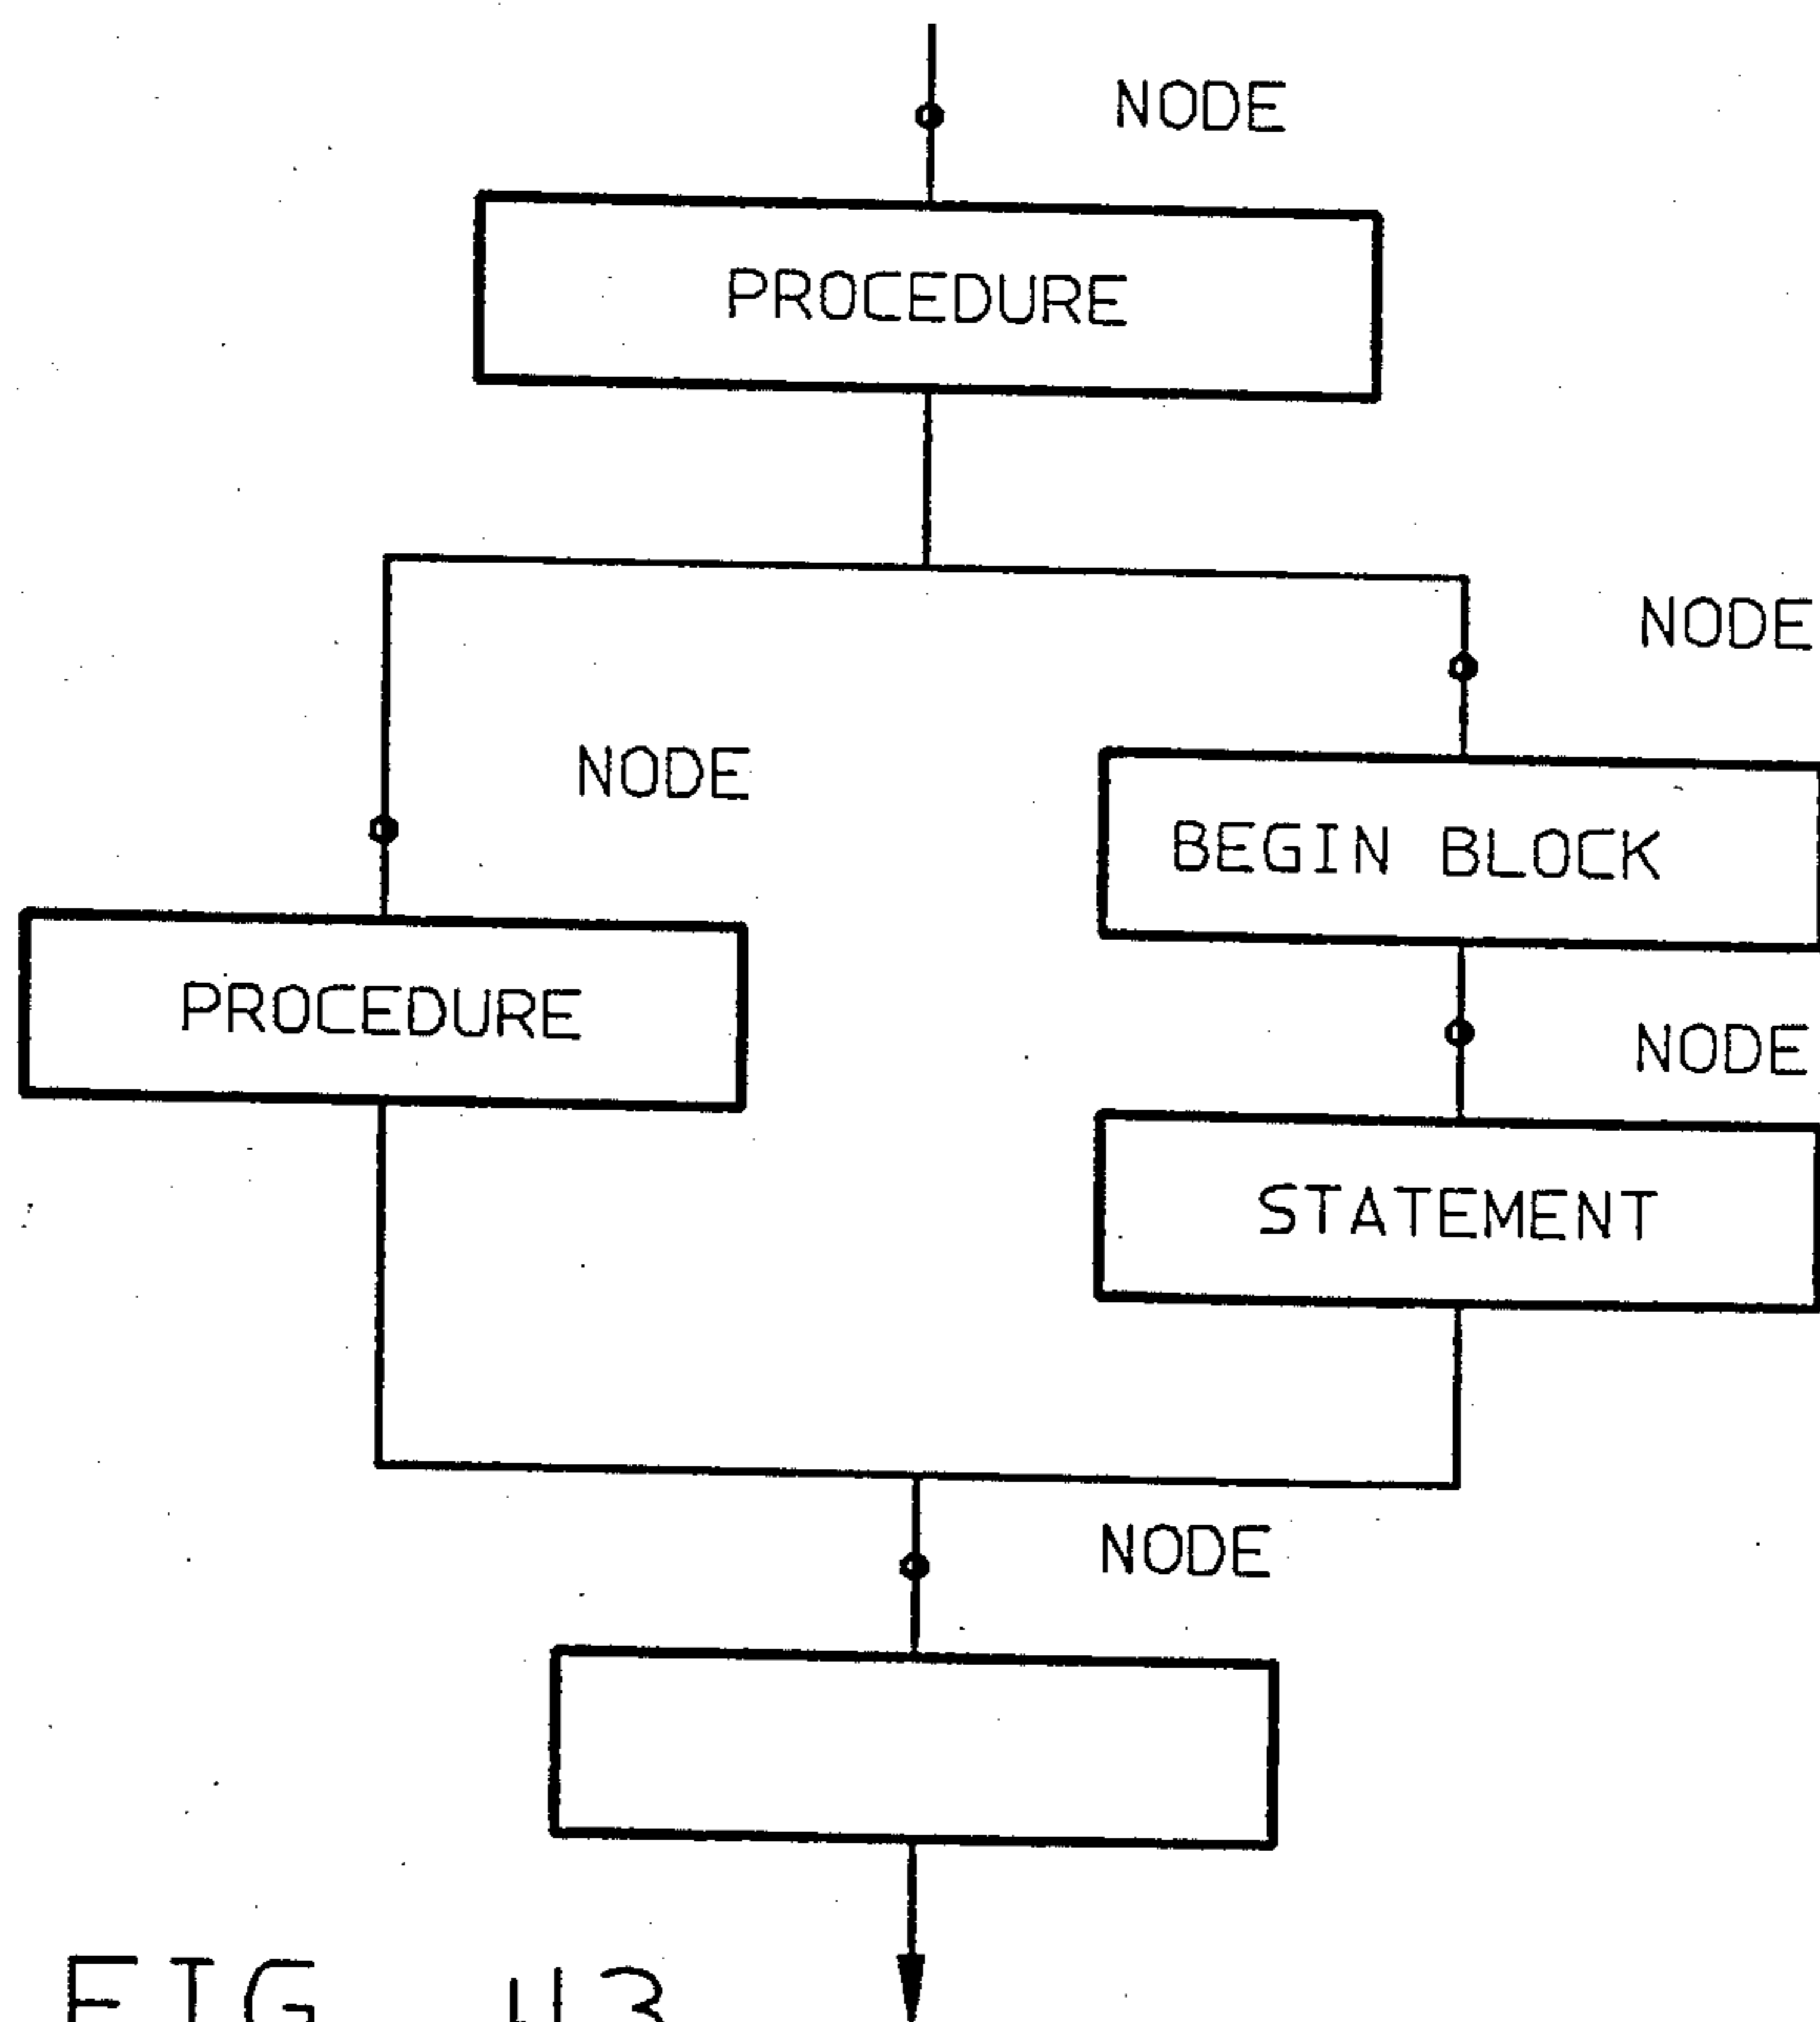 NODE
PROCEDURE
NODE
NODE
BEGIN BLOCK
PROCEDURE
NODE
STATEMENT
NODE
FIG 43